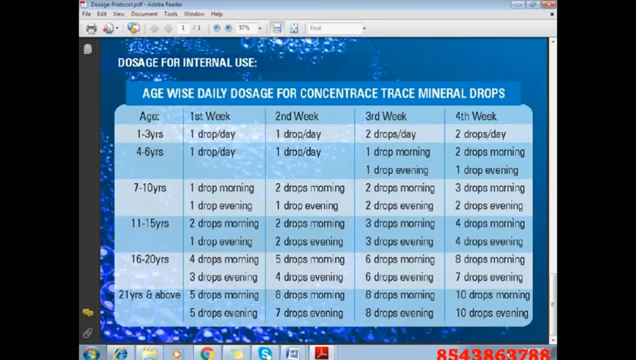 Dosage-Protocol.pdf - Adobe Reader
File Edit View Document Tools Window Help
1 / 1 57% Find
DOSAGE FOR INTERNAL USE:
AGE WISE DAILY DOSAGE FOR CONCENTRACE TRACE MINERAL DROPS
Age: 1st Week 2nd Week 3rd Week 4th Week
1-3yrs 1 drop/day 1 drop/day 2 drops/day 2 drops/day
4-6yrs 1 drop/day 1 drop/day 1 drop morning 2 drops morning
1 drop evening 1 drop evening
7-10yrs 1 drop morning 2 drops morning 2 drops morning 3 drops morning
1 drop evening 1 drop evening 2 drops evening 2 drops evening
11-15yrs 2 drops morning 2 drops morning 3 drops morning 4 drops morning
1 drop evening 2 drops evening 3 drops evening 4 drops evening
16-20yrs 4 drops morning 5 drops morning 6 drops morning 8 drops morning
3 drops evening 4 drops evening 6 drops evening 7 drops evening
21yrs & above 5 drops morning 8 drops morning 8 drops morning 10 drops morning
5 drops evening 7 drops evening 8 drops evening 10 drops evening
8543863788